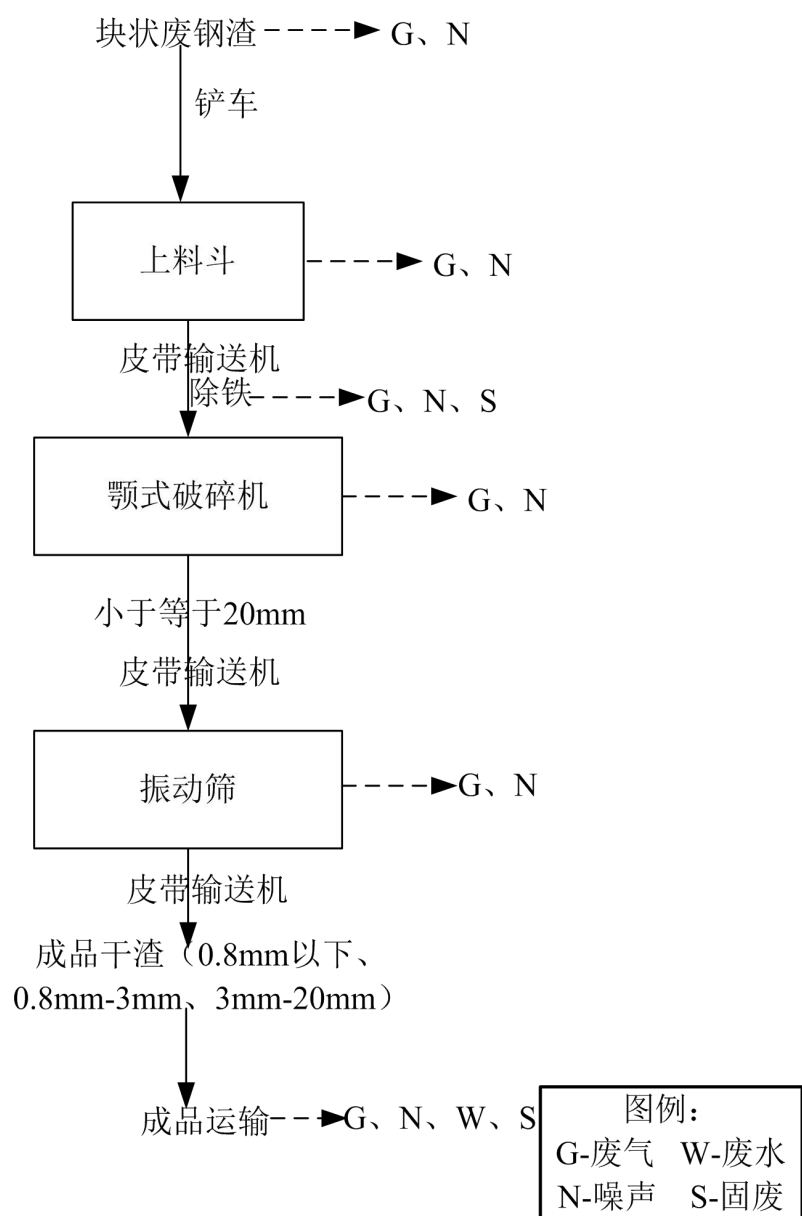 块状废钢渣
G、N
铲车
上料斗
G、N
皮带输送机
除铁
G、N、S
颚式破碎机
G、N
小于等于20mm
皮带输送机
振动筛
G、N
皮带输送机
成品干渣（0.8mm以下、
0.8mm-3mm、3mm-20mm）
成品运输
G、N、W、S
图例：
G-废气 W-废水
N-噪声 S-固废